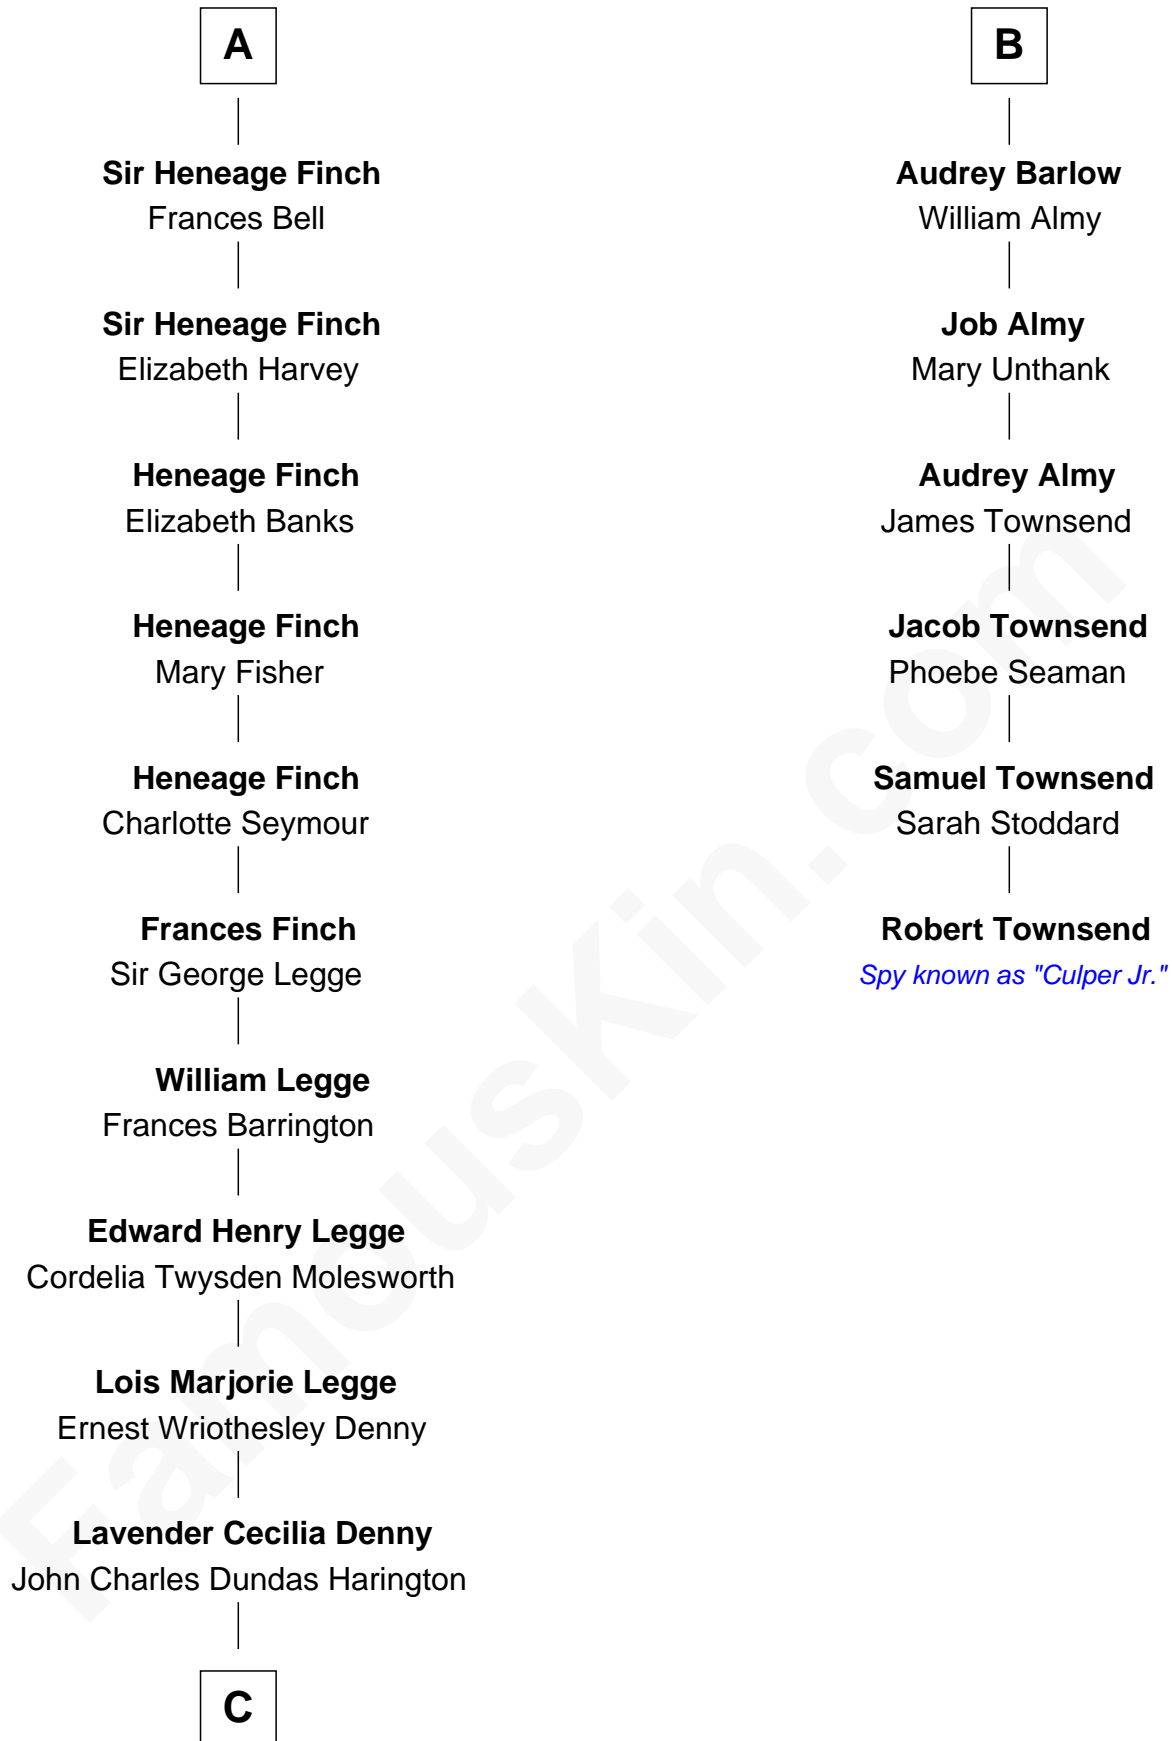 A
Sir Heneage Finch
Frances Bell
Sir Heneage Finch
Elizabeth Harvey
Heneage Finch
Elizabeth Banks
Heneage Finch
Mary Fisher
Heneage Finch
Charlotte Seymour
Frances Finch
Sir George Legge
William Legge
Frances Barrington
Edward Henry Legge
Cordelia Twysden Molesworth
Lois Marjorie Legge
Ernest Wriothesley Denny
Lavender Cecilia Denny
John Charles Dundas Harington
C
B
Audrey Barlow
William Almy
Job Almy
Mary Unthank
Audrey Almy
James Townsend
Jacob Townsend
Phoebe Seaman
Samuel Townsend
Sarah Stoddard
Robert Townsend
Spy known as "Culper Jr."
FamousKin.com